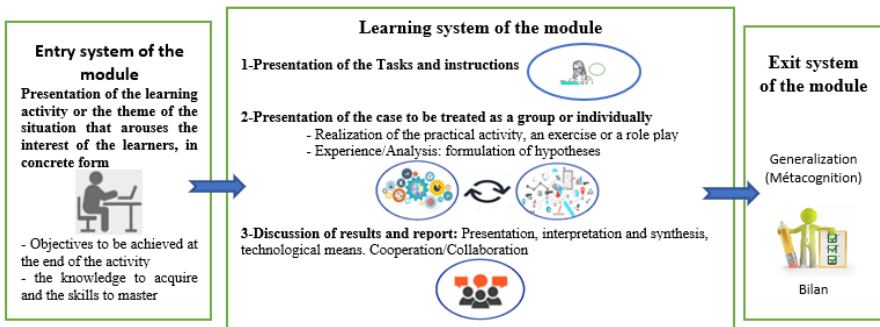 Entry system of the
module
Presentation of the learning
activity or the theme of the
situation that arouses the
interest of the learners, in
concrete form
- Objectives to be achieved at
the end of the activity
- the knowledge to acquire
and the skills to master
Learning system of the module
1-Presentation of the Tasks and instructions
2-Presentation of the case to be treated as a group or individually
- Realization of the practical activity, an exercise or a role play
- Experience/Analysis: formulation of hypotheses
3-Discussion of results and report: Presentation, interpretation and synthesis,
technological means. Cooperation/Collaboration
Exit system
of the module
Generalization
(Métacognition)
Bilan